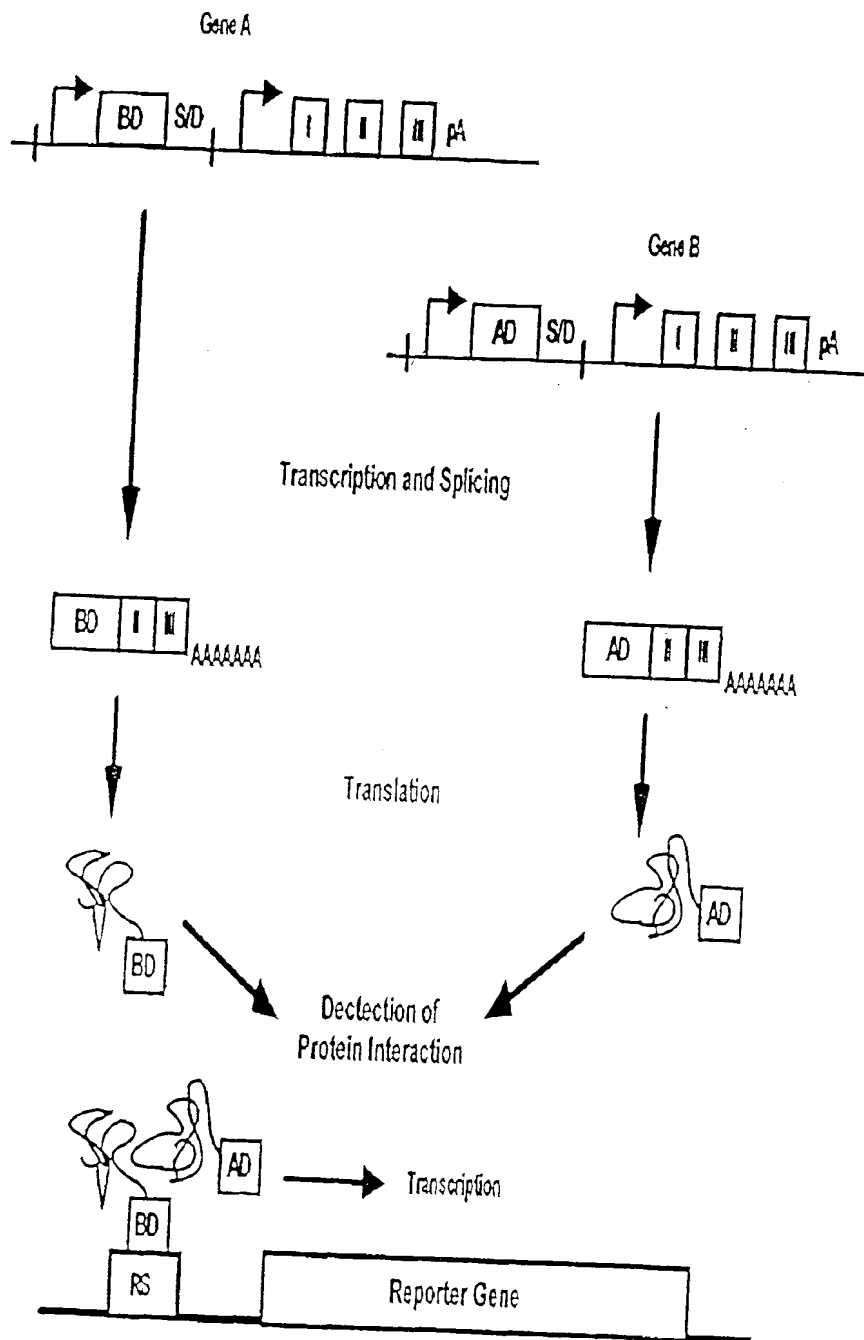 Gene A
BD S/D I II III pA
Gene B
AD S/D I II III pA
Transcription and Splicing
BD II III
AAAAAAA
AD II III
AAAAAAA
Translation
BD
AD
Dectection of
Protein Interaction
AD
Transcription
BD
RS
Reporter Gene